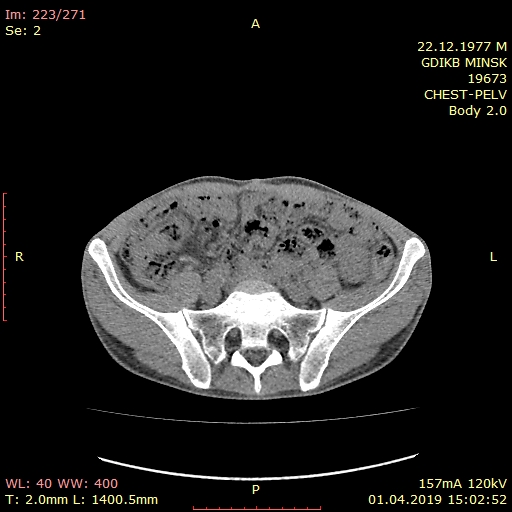 Im: 223/271
Se: 2
A
22.12.1977 M
GDIKB MINSK
19673
CHEST-PELV
Body 2.0
R
L
WL: 40 WW: 400
T: 2.0mm L: 1400.5mm
P
157mA 120kV
01.04.2019 15:02:52